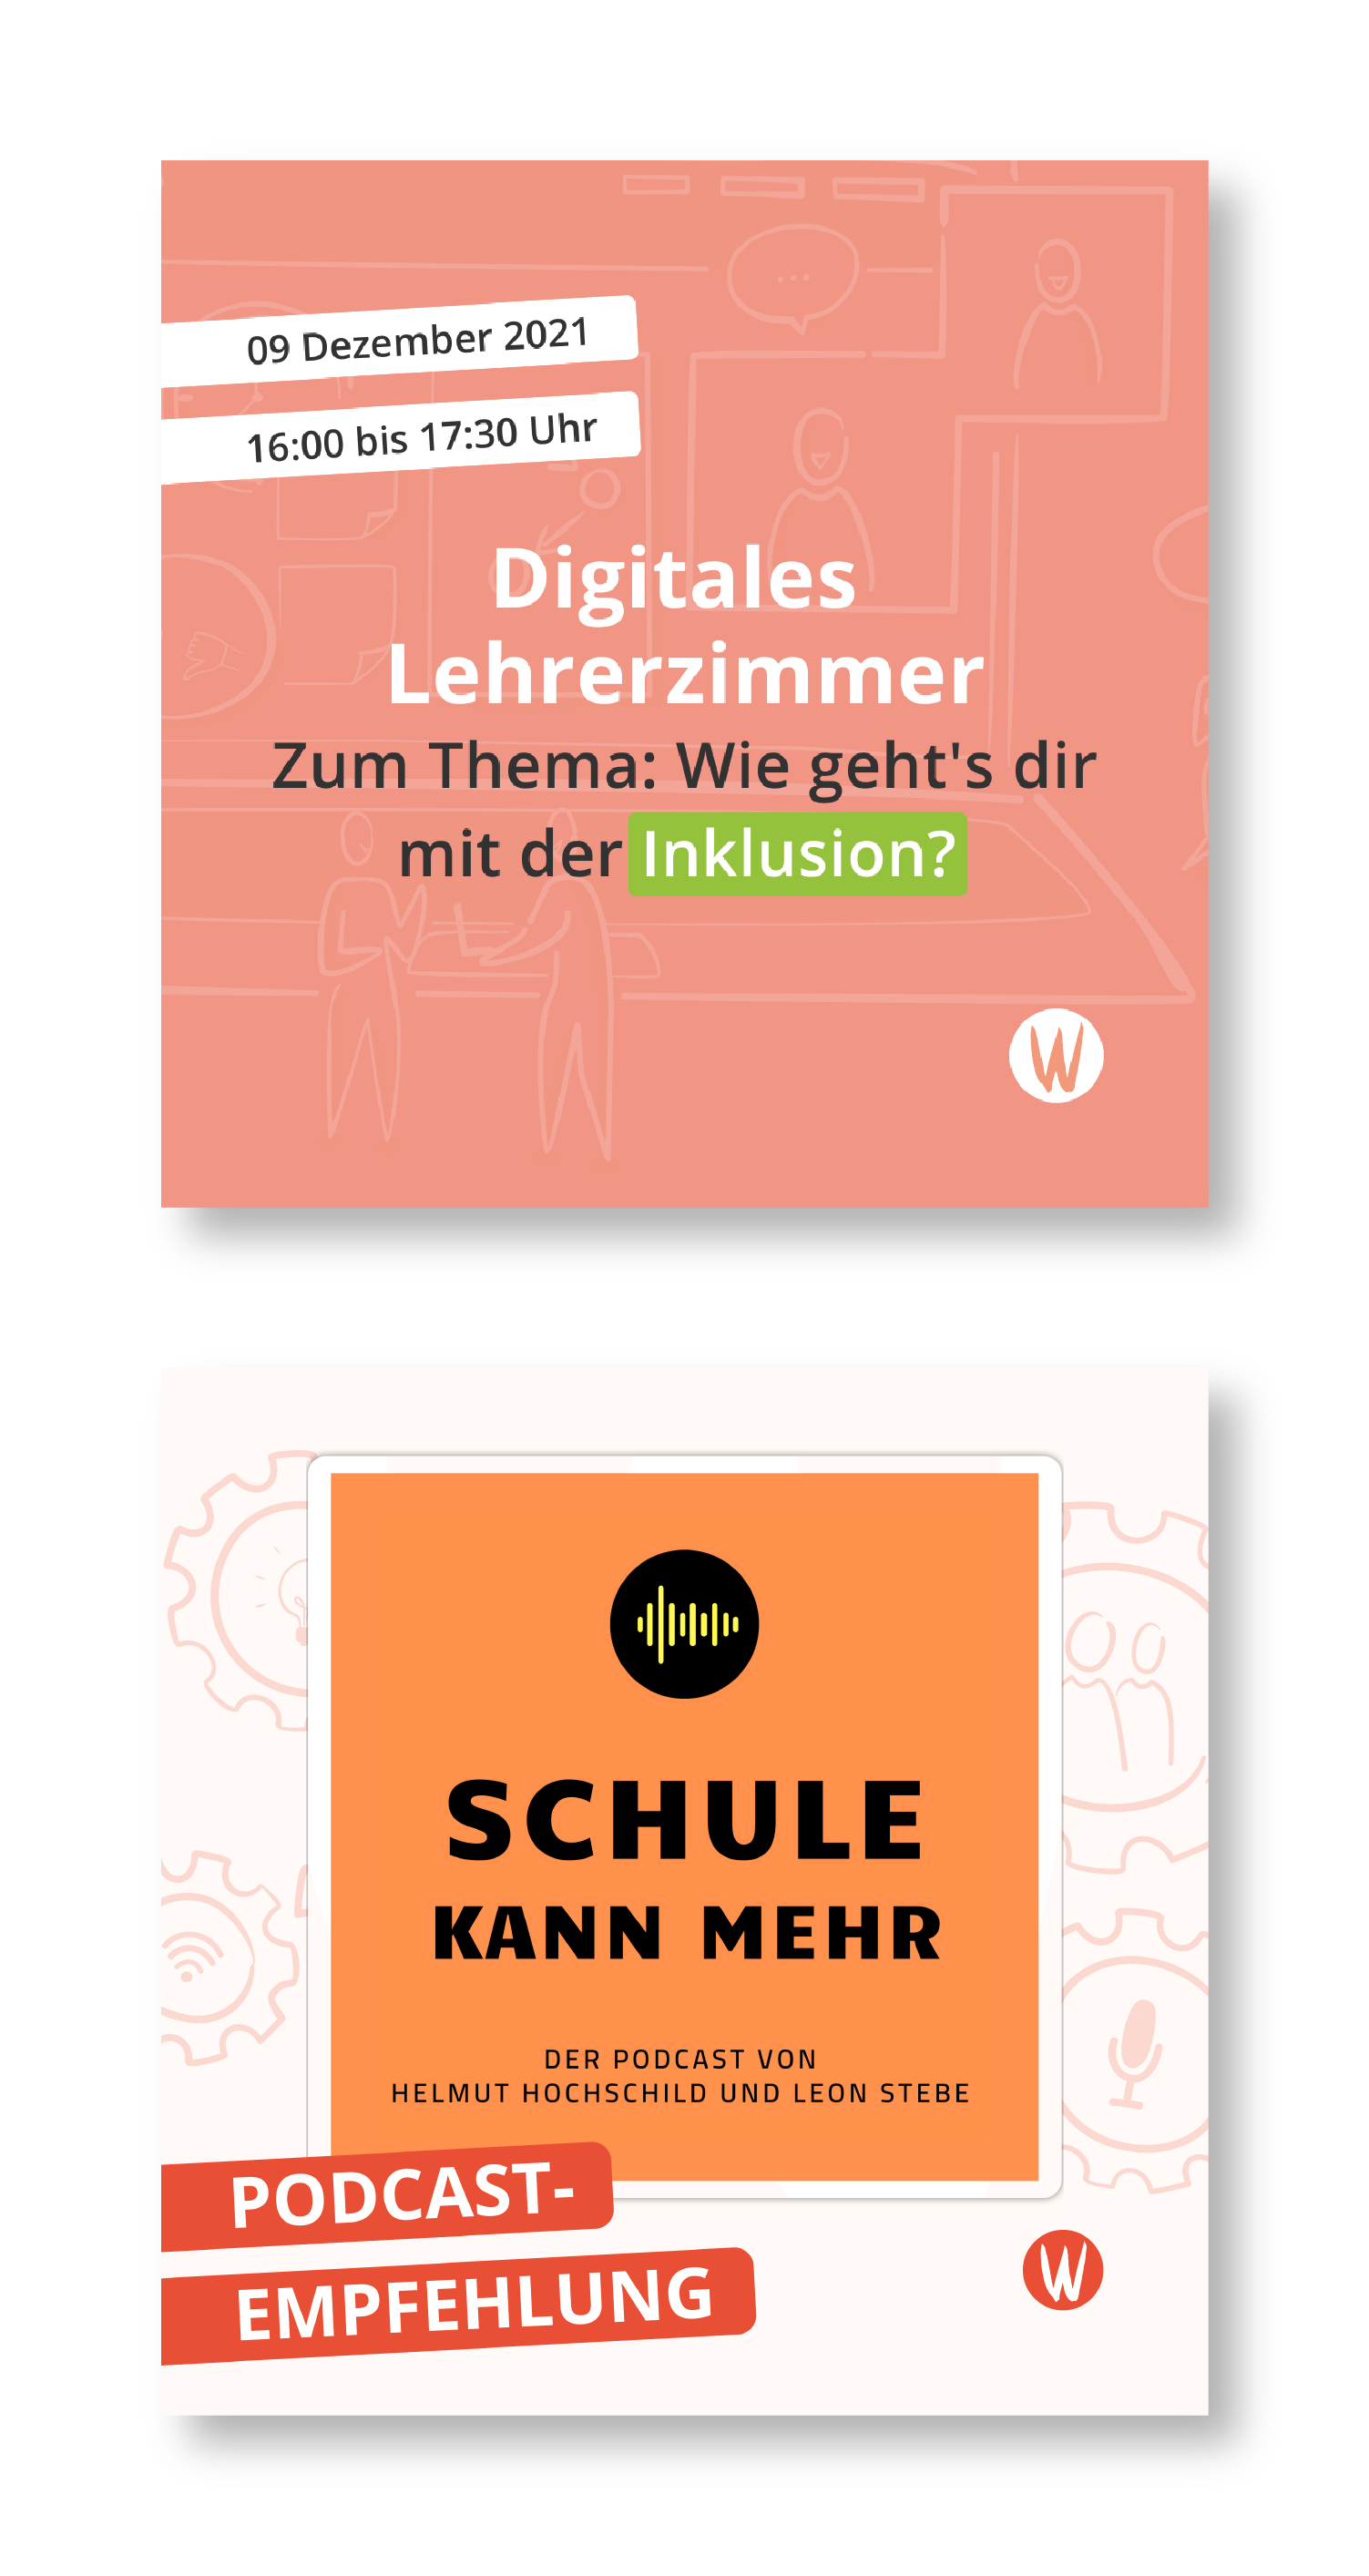 09 Dezember 2021
16:00 bis 17:30 Uhr
Digitales
Lehrerzimmer
Zum Thema: Wie geht's dir
mit der Inklusion?
W
SCHULE
KANN MEHR
DER PODCAST VON
HELMUT HOCHSCHILD UND LEON STEBE
PODCAST-
EMPFEHLUNG
W